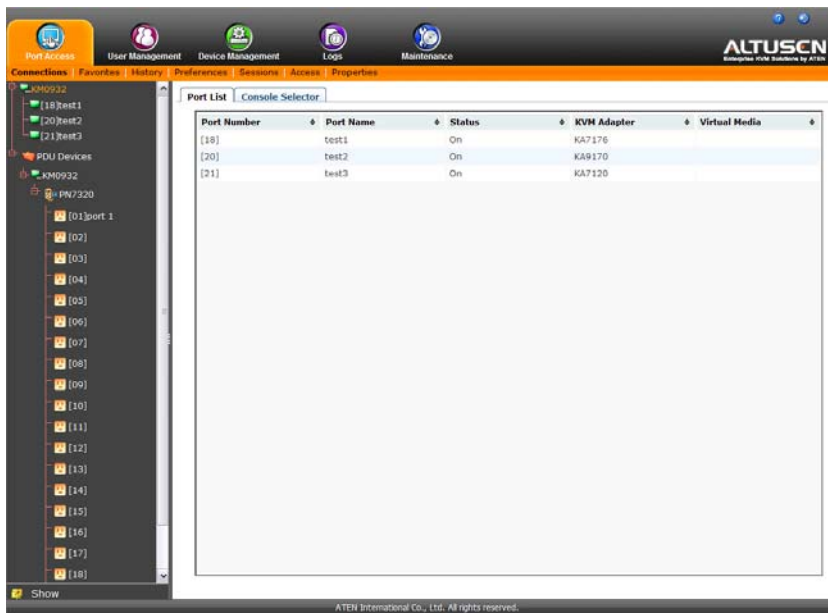 ALTUSEN
Enterprise KVM Solutions by ATEN
Port Access User Management Device Management Logs Maintenance
Connections Favorites History Preferences Sessions Access Properties
KM0932
[18]test1
[20]test2
[21]test3
PDU Devices
KM0932
PN7320
[01]port 1
[02]
[03]
[04]
[05]
[06]
[07]
[08]
[09]
[10]
[11]
[12]
[13]
[14]
[15]
[16]
[17]
[18]
Show
Port List Console Selector
Port Number Port Name Status KVM Adapter Virtual Media
[18] test1 On KA7176
[20] test2 On KA9170
[21] test3 On KA7120
ATEN International Co., Ltd. All rights reserved.